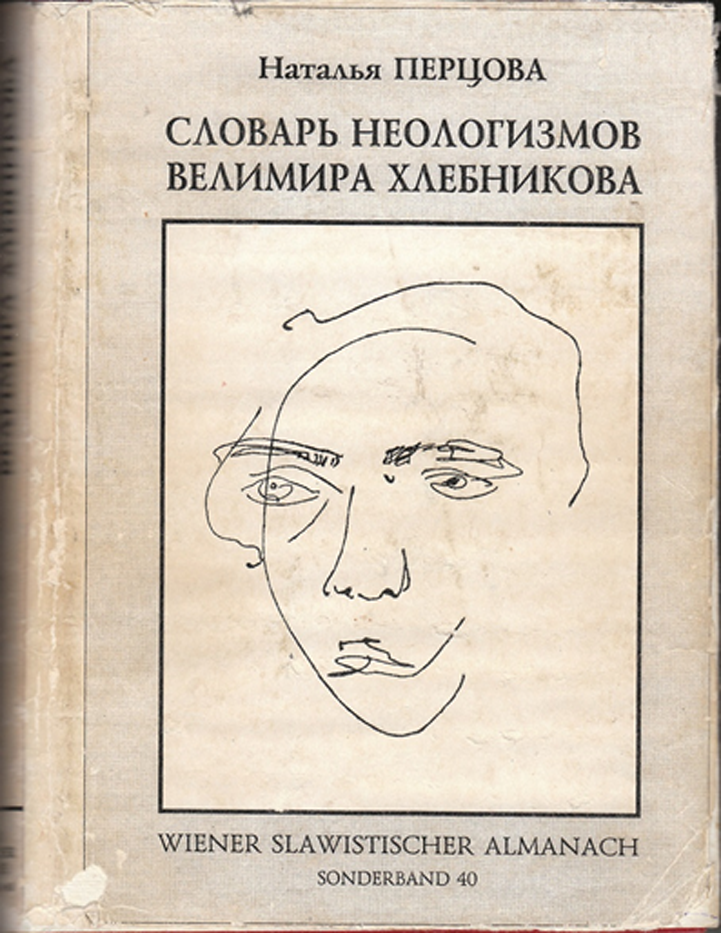 Наталья ПЕРЦОВА
СЛОВАРЬ НЕОЛОГИЗМОВ
ВЕЛИМИРА ХЛЕБНИКОВА
WIENER SLAWISTISCHER ALMANACH
SONDERBAND 40